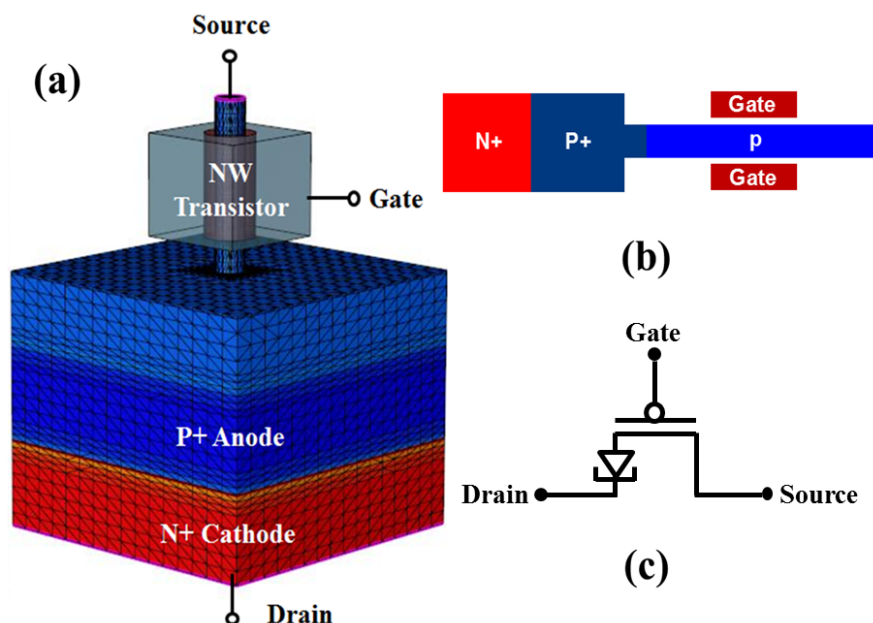 Source
(a)
NW
Transistor
Gate
P+ Anode
N+ Cathode
Drain
Gate
N+
P+
p
Gate
(b)
Gate
Drain
Source
(c)